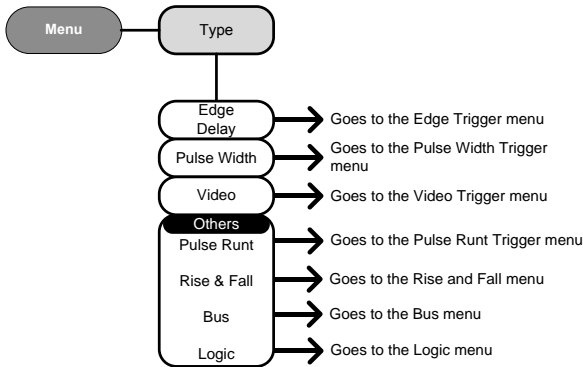 Menu
Type
Edge
Delay
Goes to the Edge Trigger menu
Pulse Width
Goes to the Pulse Width Trigger
menu
Video
Goes to the Video Trigger menu
Others
Pulse Runt
Goes to the Pulse Runt Trigger menu
Rise & Fall
Goes to the Rise and Fall menu
Bus
Goes to the Bus menu
Logic
Goes to the Logic menu